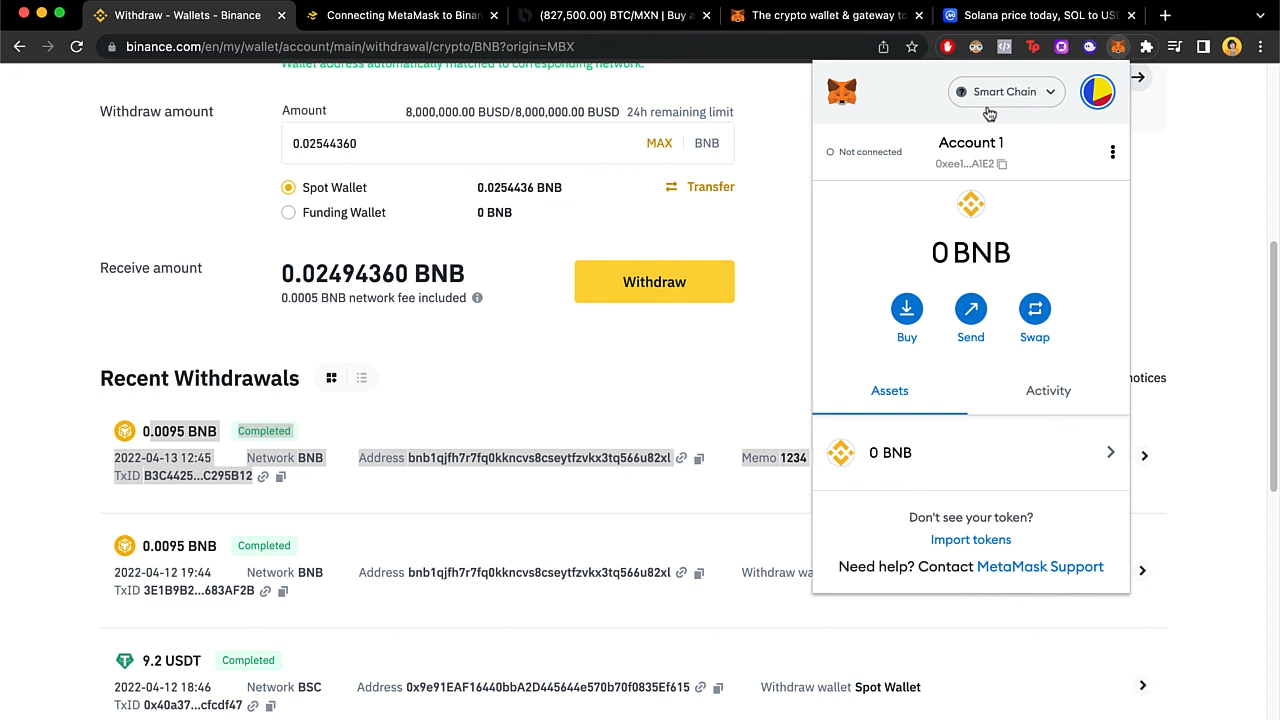 Withdraw - Wallets - Binance
Connecting MetaMask to Binan
(827,500.00) BTC/MXN | Buy a
The crypto wallet & gateway to
Solana price today, SOL to USD
binance.com/en/my/wallet/account/main/withdrawal/crypto/BNB?origin=MBX
Wallet address automatically matched to corresponding network.
Withdraw amount
Amount
8,000,000.00 BUSD/8,000,000.00 BUSD 24h remaining limit
0.02544360
MAX
BNB
Spot Wallet
0.0254436 BNB
Transfer
Funding Wallet
0 BNB
Receive amount
0.02494360 BNB
0.0005 BNB network fee included
Withdraw
Recent Withdrawals
notices
0.0095 BNB
Completed
2022-04-13 12:45
Network BNB
Address bnb1qjfh7r7fq0kkncvs8cseytfzvkx3tq566u82xl
Memo 1234
TxID B3C4425...C295B12
0.0095 BNB
Completed
2022-04-12 19:44
Network BNB
Address bnb1qjfh7r7fq0kkncvs8cseytfzvkx3tq566u82xl
Withdraw wa
TxID 3E1B9B2...683AF2B
9.2 USDT
Completed
2022-04-12 18:46
Network BSC
Address 0x9e91EAF16440bbA2D445644e570b70f0835Ef615
Withdraw wallet Spot Wallet
TxID 0x40a37...cfcdf47
Smart Chain
Not connected
Account 1
0xee1...A1E2
0 BNB
Buy
Send
Swap
Assets
Activity
0 BNB
Don't see your token?
Import tokens
Need help? Contact MetaMask Support